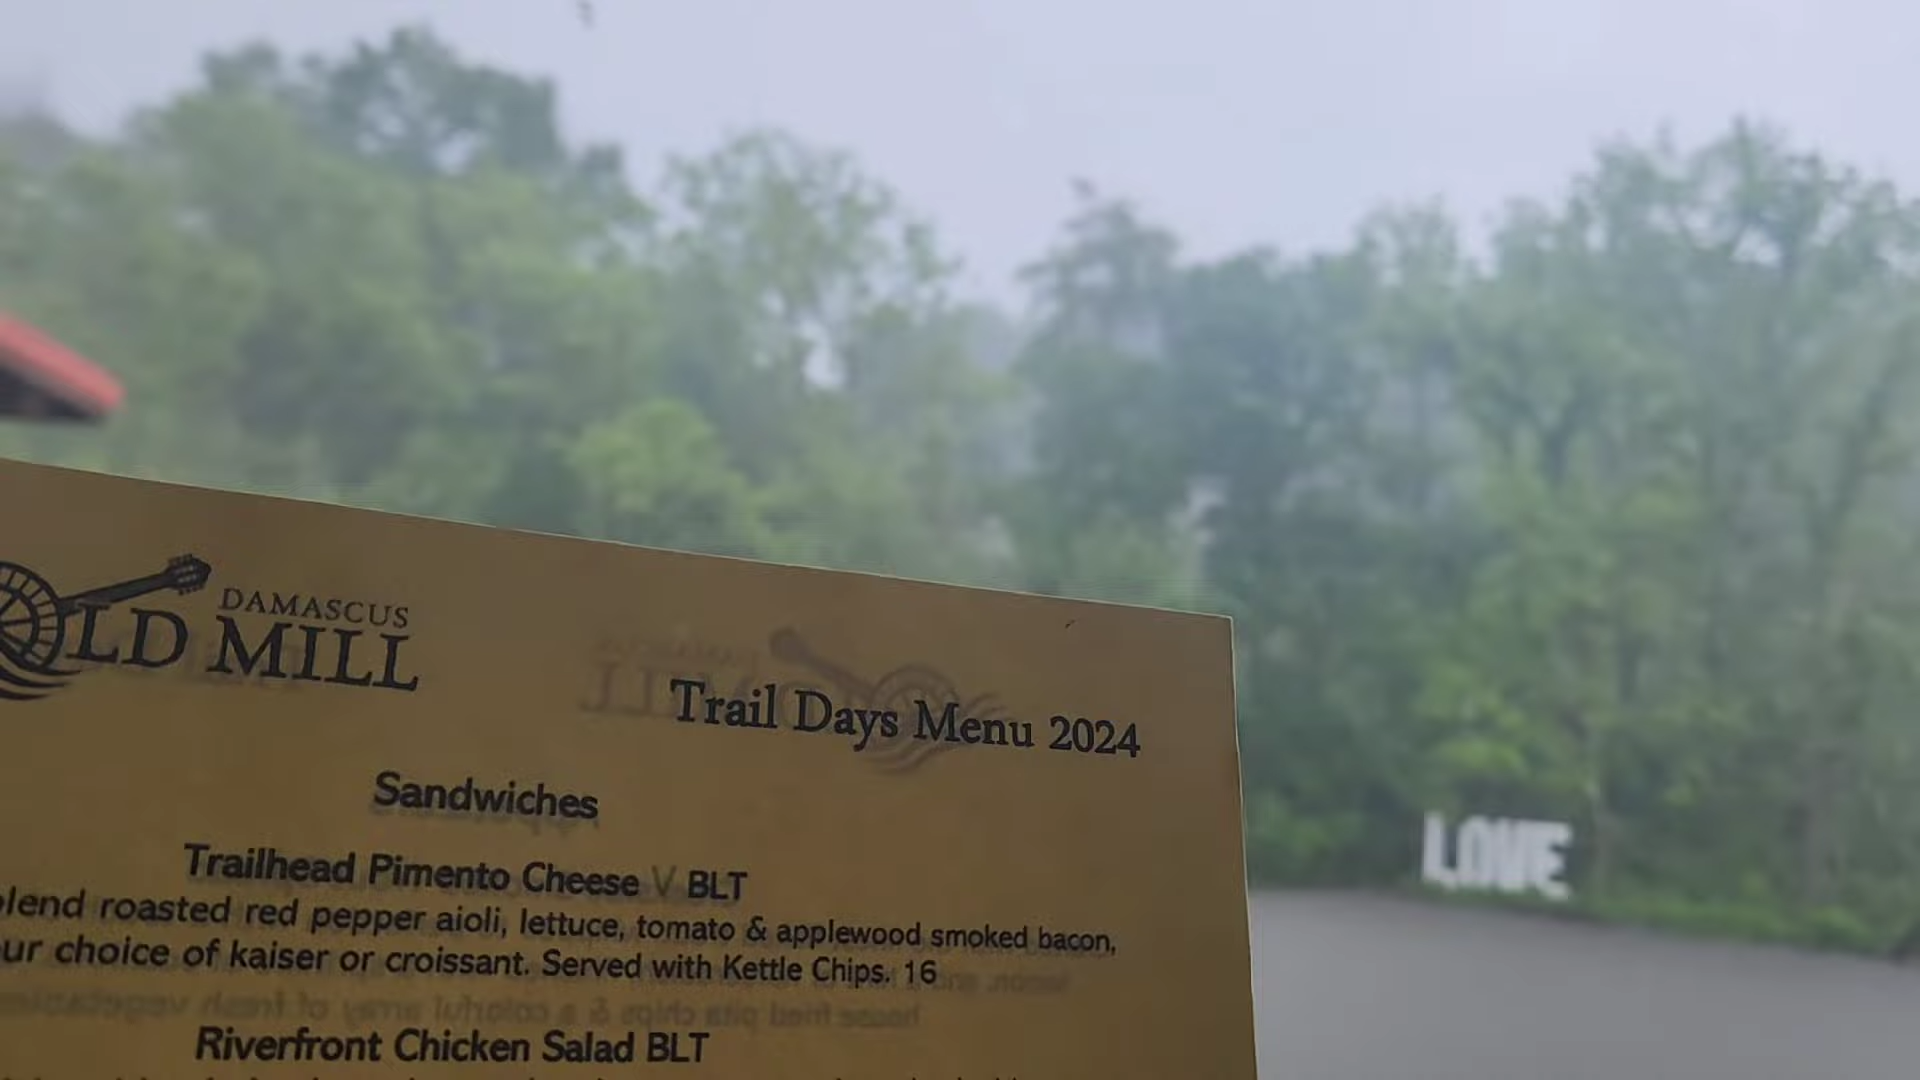 DAMASCUS
OLD MILL
Trail Days Menu 2024
Sandwiches
Trailhead Pimento Cheese V BLT
blend roasted red pepper aioli, lettuce, tomato & applewood smoked bacon,
our choice of kaiser or croissant. Served with Kettle Chips. 16
Riverfront Chicken Salad BLT
LOVE